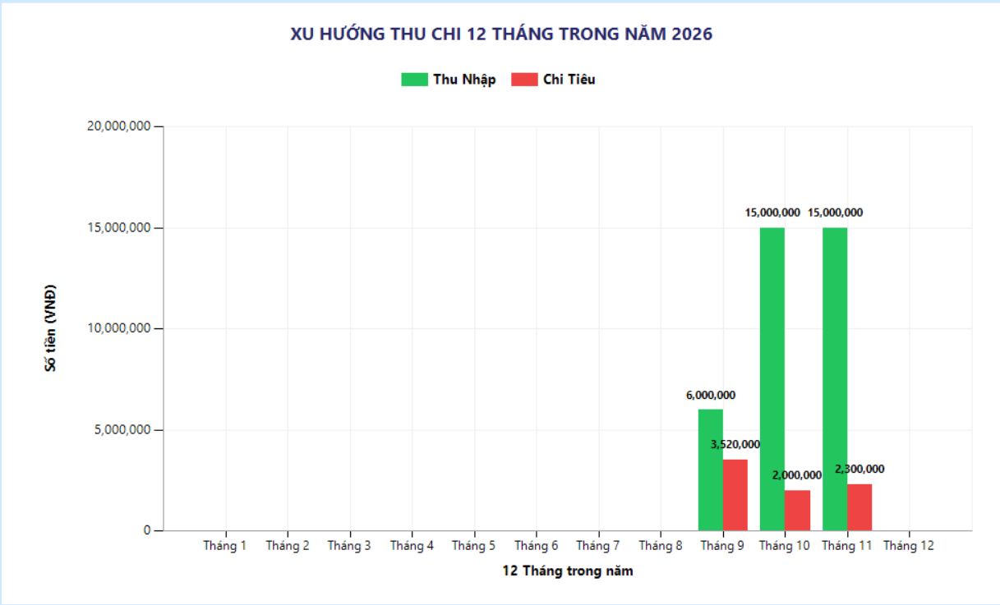 XU HƯỚNG THU CHI 12 THÁNG TRONG NĂM 2026
Thu Nhập Chi Tiêu
20,000,000
15,000,000
10,000,000
5,000,000
0
Số tiền (VNĐ)
6,000,000
3,520,000
15,000,000
2,000,000
15,000,000
2,300,000
Tháng 1 Tháng 2 Tháng 3 Tháng 4 Tháng 5 Tháng 6 Tháng 7 Tháng 8 Tháng 9 Tháng 10 Tháng 11 Tháng 12
12 Tháng trong năm